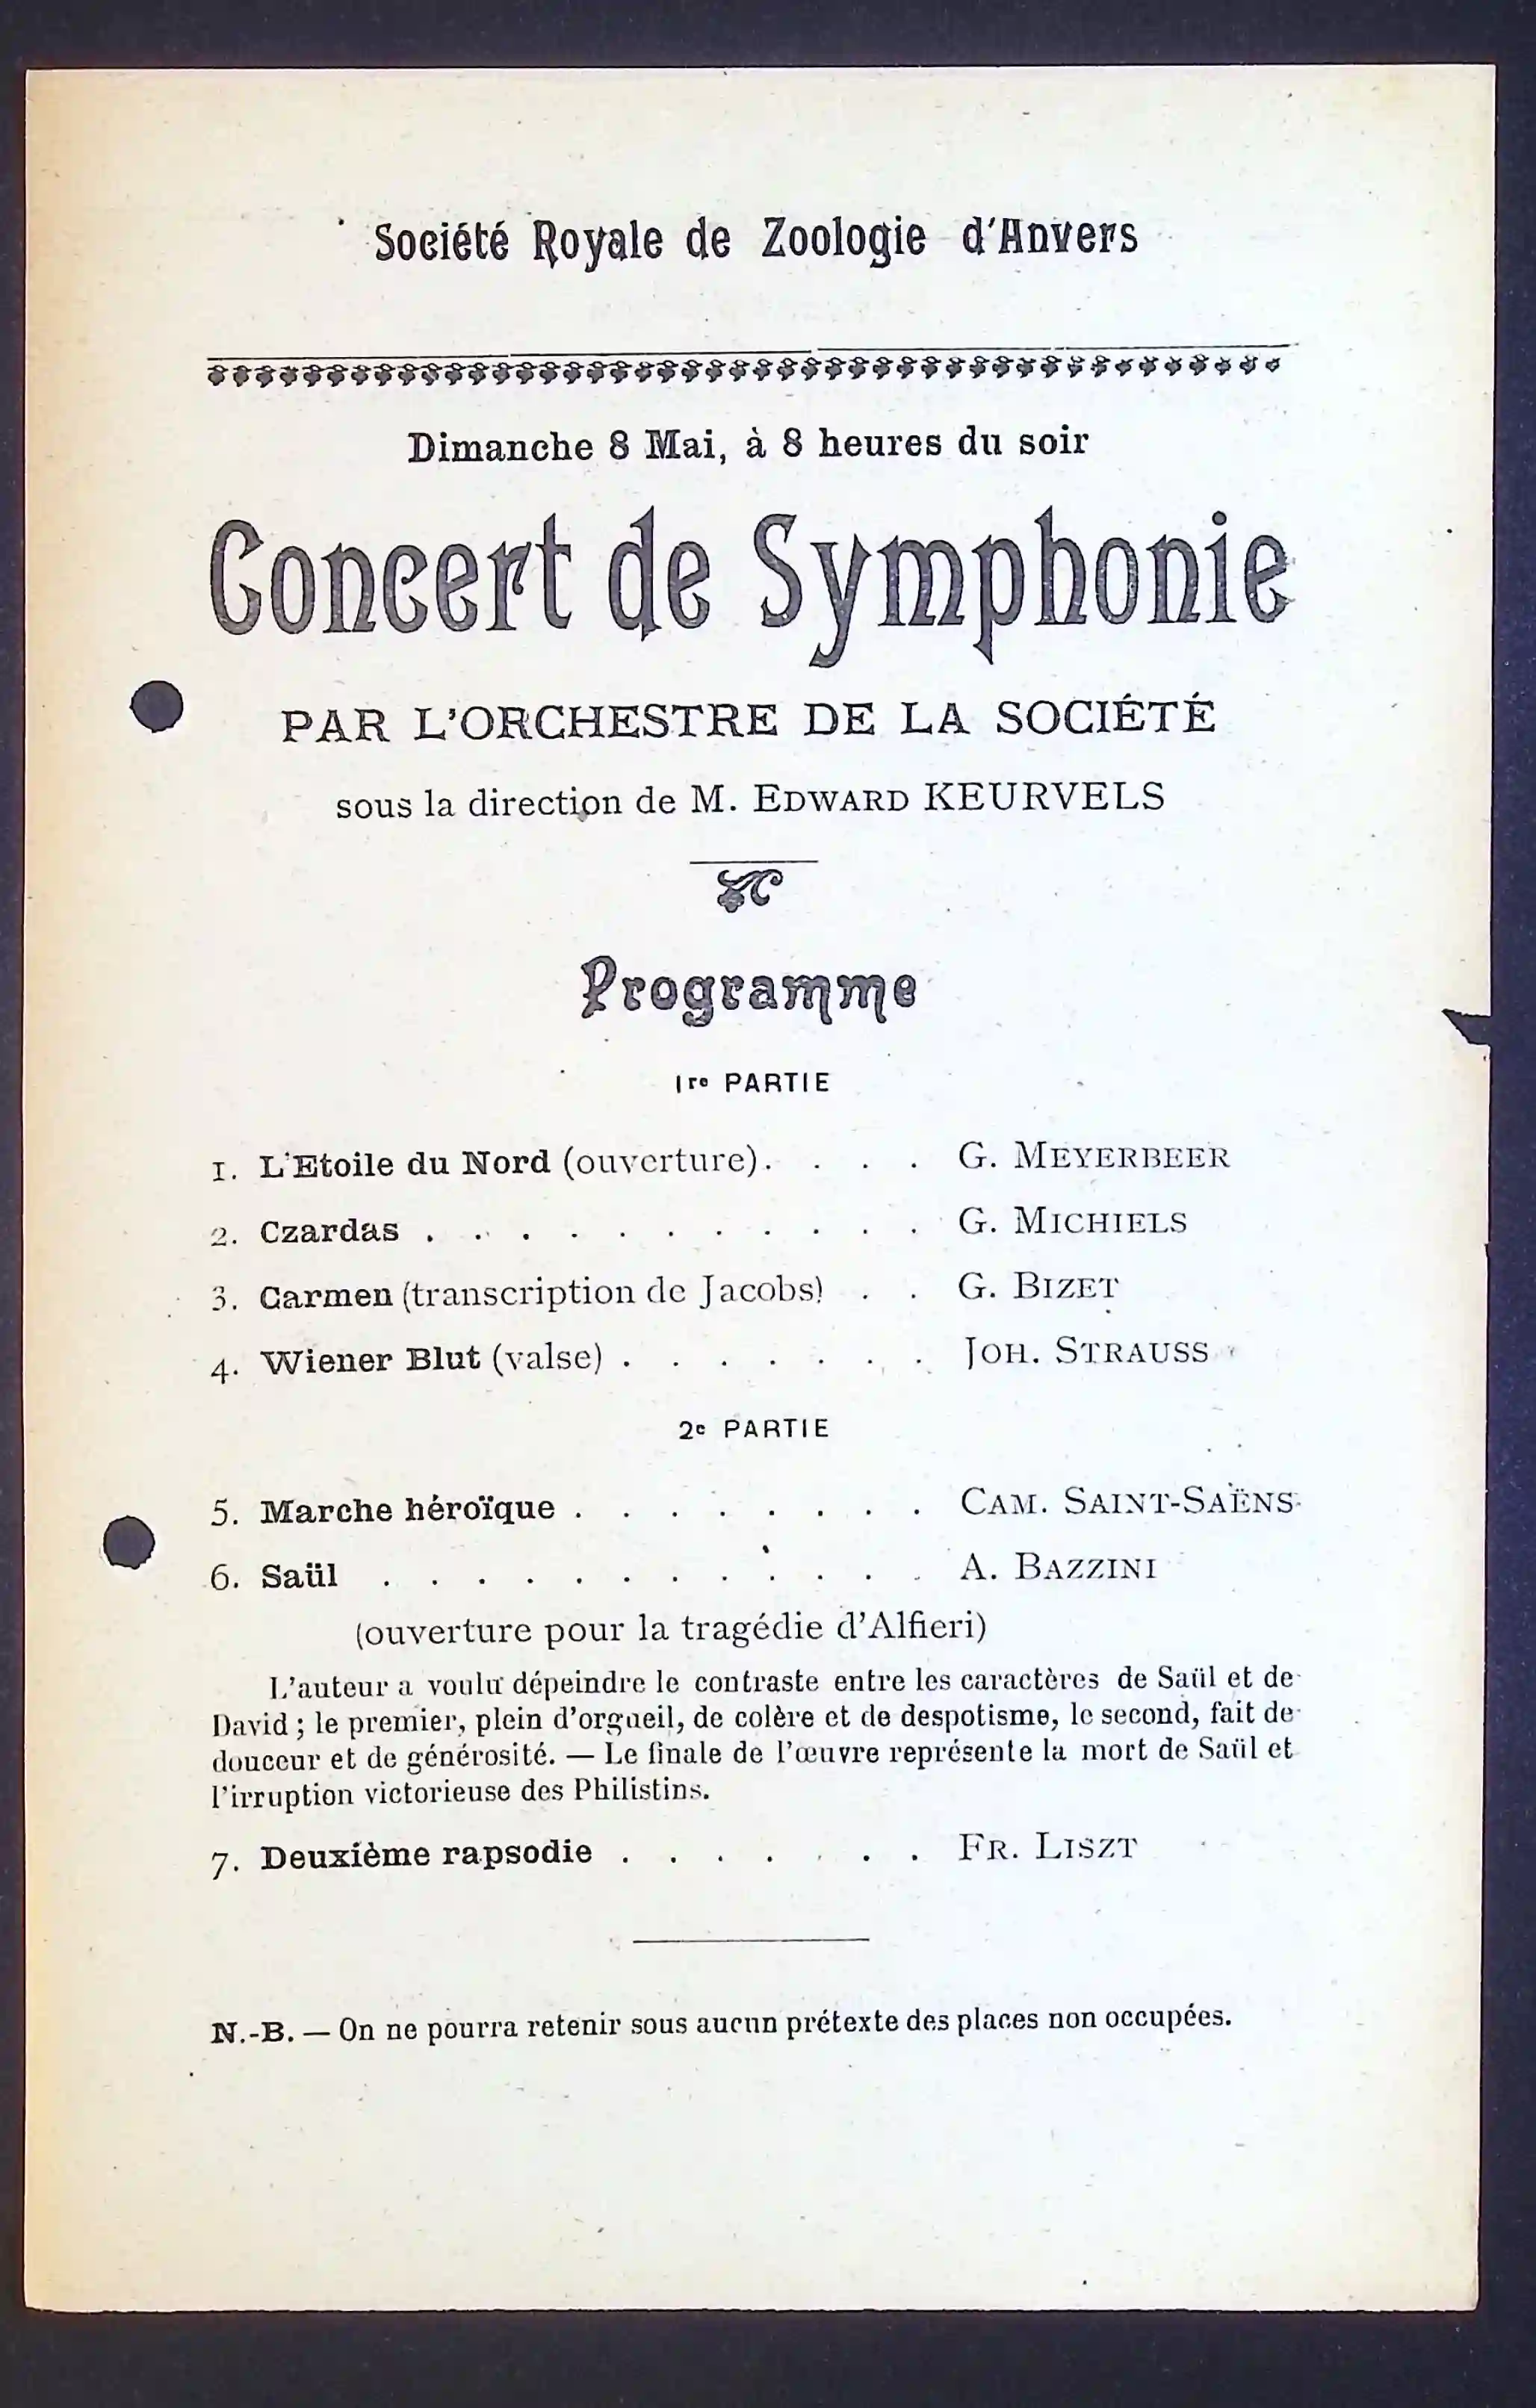 Société Royale de Zoologie d'Anvers
Dimanche 8 Mai, à 8 heures du soir
Concert de Symphonie
PAR L'ORCHESTRE DE LA SOCIÉTÉ
sous la direction de M. EDWARD KEURVELS
Programme
1re PARTIE
1. L'Etoile du Nord (ouverture). . . . G. MEYERBEER
2. Czardas . . . . . . . . . . . G. MICHIELS
3. Carmen (transcription de Jacobs) . . G. BIZET
4. Wiener Blut (valse) . . . . . . . JOH. STRAUSS
2e PARTIE
5. Marche héroïque . . . . . . . . CAM. SAINT-SAËNS
6. Saül . . . . . . . . . . . . A. BAZZINI
(ouverture pour la tragédie d'Alfieri)
L'auteur a voulu dépeindre le contraste entre les caractères de Saül et de
David ; le premier, plein d'orgueil, de colère et de despotisme, le second, fait de
douceur et de générosité. — Le finale de l'œuvre représente la mort de Saül et
l'irruption victorieuse des Philistins.
7. Deuxième rapsodie . . . . . . . FR. LISZT
N.-B. — On ne pourra retenir sous aucun prétexte des places non occupées.